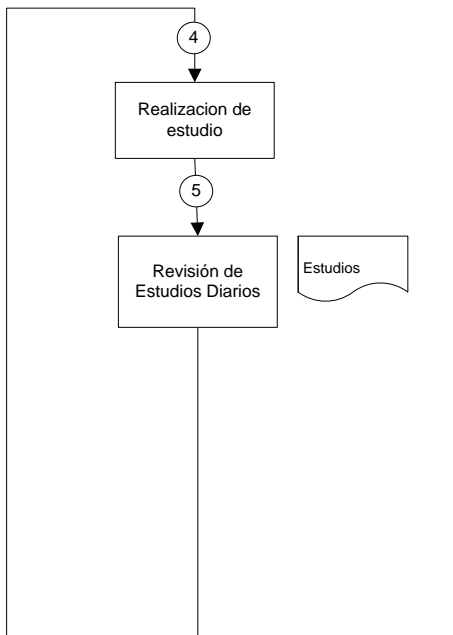 4
Realizacion de
estudio
5
Revisión de
Estudios Diarios
Estudios